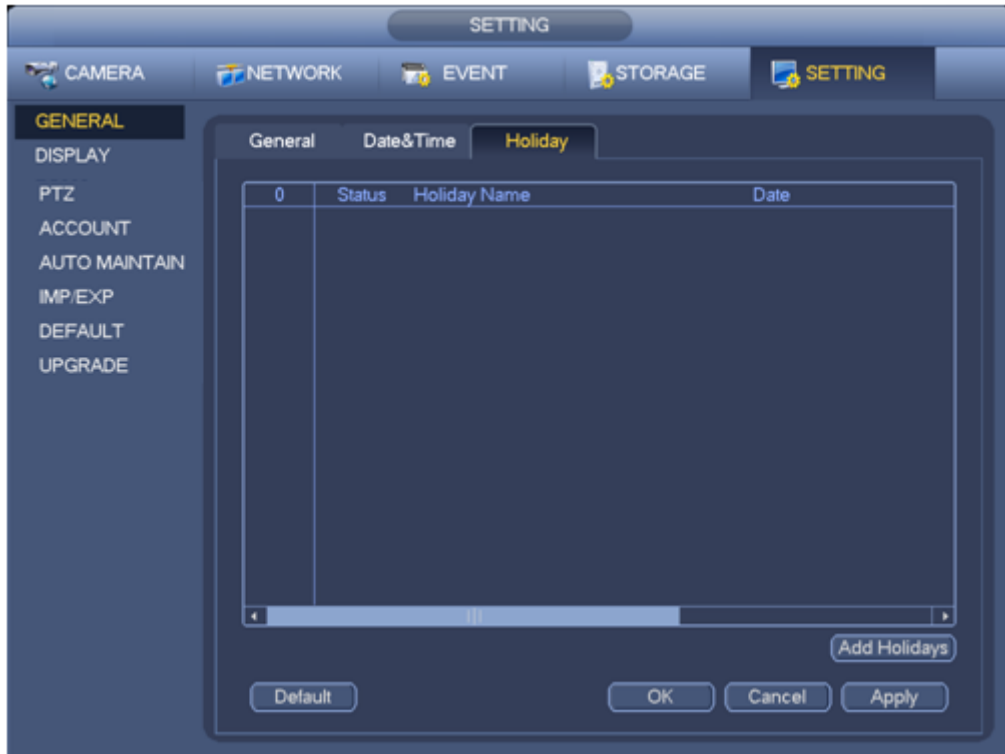 SETTING
CAMERA NETWORK EVENT STORAGE SETTING
GENERAL
DISPLAY
PTZ
ACCOUNT
AUTO MAINTAIN
IMP/EXP
DEFAULT
UPGRADE
General Date&Time Holiday
0 Status Holiday Name Date
Add Holidays
Default OK Cancel Apply